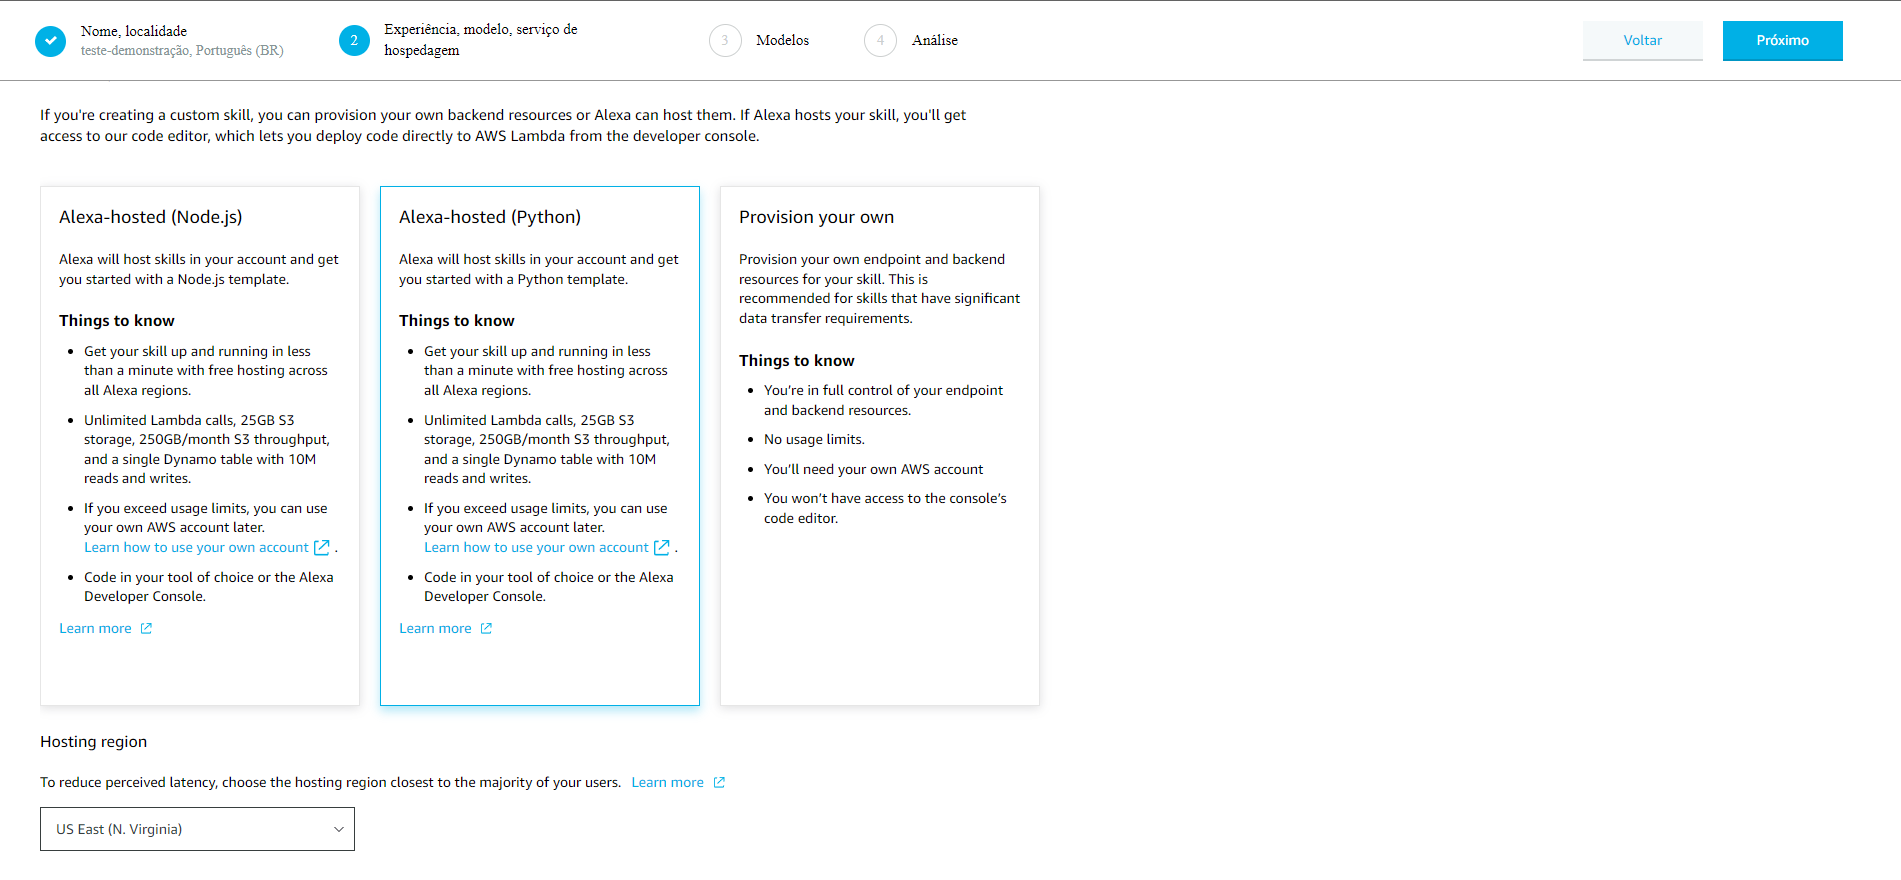 Nome, localidade
teste-demonstração, Português (BR)
2
Experiência, modelo, serviço de
hospedagem
3
Modelos
4
Análise
Voltar
Próximo
If you're creating a custom skill, you can provision your own backend resources or Alexa can host them. If Alexa hosts your skill, you'll get
access to our code editor, which lets you deploy code directly to AWS Lambda from the developer console.
Alexa-hosted (Node.js)
Alexa will host skills in your account and get
you started with a Node.js template.
Things to know
• Get your skill up and running in less
than a minute with free hosting across
all Alexa regions.
• Unlimited Lambda calls, 25GB S3
storage, 250GB/month S3 throughput,
and a single Dynamo table with 10M
reads and writes.
• If you exceed usage limits, you can use
your own AWS account later.
Learn how to use your own account .
• Code in your tool of choice or the Alexa
Developer Console.
Learn more
Alexa-hosted (Python)
Alexa will host skills in your account and get
you started with a Python template.
Things to know
• Get your skill up and running in less
than a minute with free hosting across
all Alexa regions.
• Unlimited Lambda calls, 25GB S3
storage, 250GB/month S3 throughput,
and a single Dynamo table with 10M
reads and writes.
• If you exceed usage limits, you can use
your own AWS account later.
Learn how to use your own account .
• Code in your tool of choice or the Alexa
Developer Console.
Learn more
Provision your own
Provision your own endpoint and backend
resources for your skill. This is
recommended for skills that have significant
data transfer requirements.
Things to know
• You’re in full control of your endpoint
and backend resources.
• No usage limits.
• You’ll need your own AWS account
• You won’t have access to the console’s
code editor.
Hosting region
To reduce perceived latency, choose the hosting region closest to the majority of your users. Learn more
US East (N. Virginia)